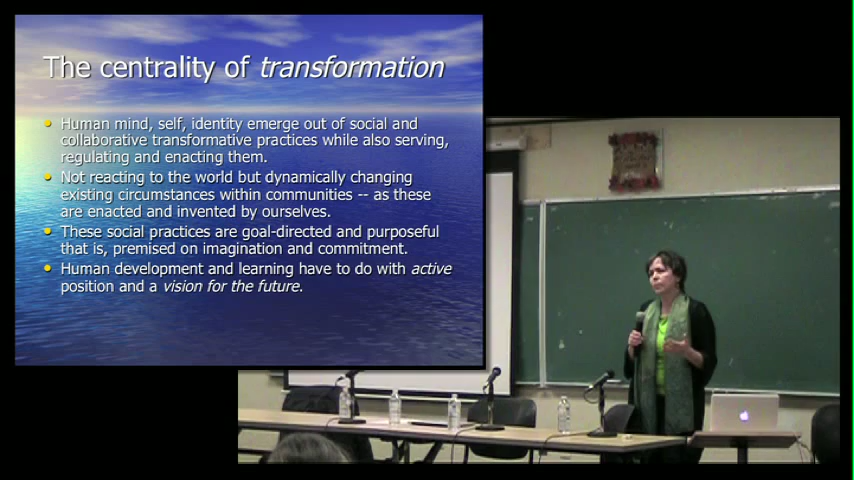 The centrality of transformation
Human mind, self, identity emerge out of social and
collaborative transformative practices while also serving,
regulating and enacting them.
Not reacting to the world but dynamically changing
existing circumstances within communities -- as these
are enacted and invented by ourselves.
These social practices are goal-directed and purposeful
that is, premised on imagination and commitment.
Human development and learning have to do with active
position and a vision for the future.